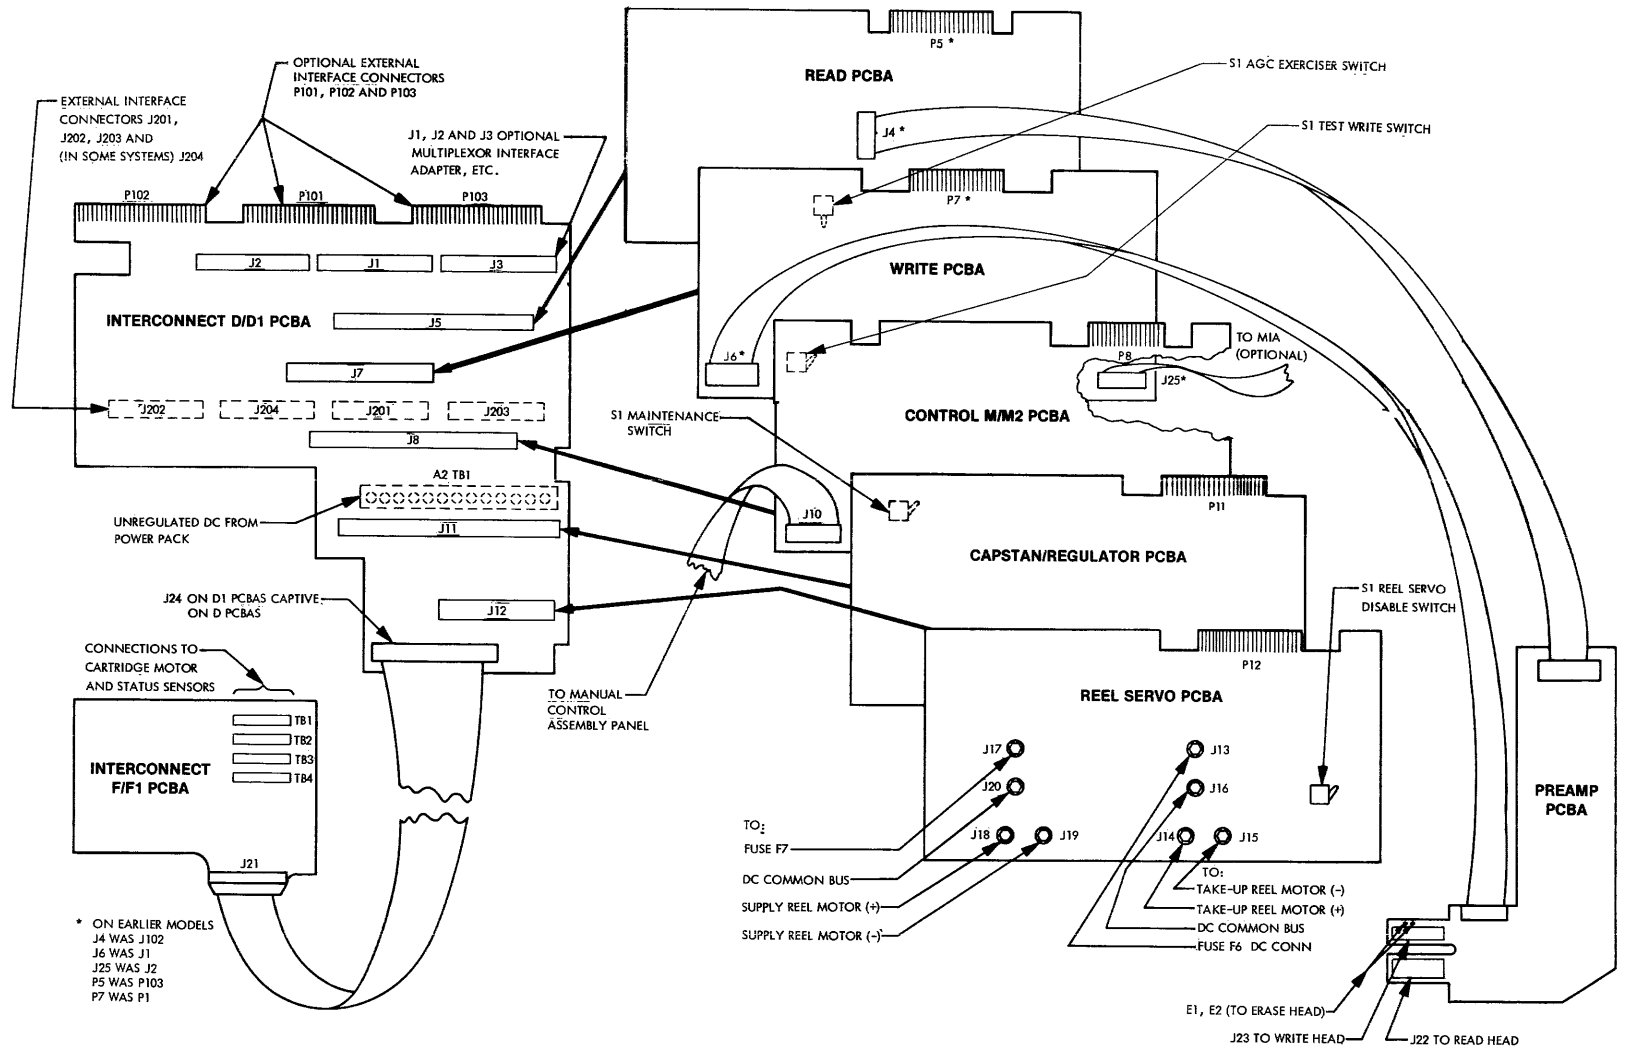 P5 *
READ PCBA
S1 AGC EXERCISER SWITCH
OPTIONAL EXTERNAL
INTERFACE CONNECTORS
P101, P102 AND P103
EXTERNAL INTERFACE
CONNECTORS J201,
J202, J203 AND
(IN SOME SYSTEMS) J204
J1, J2 AND J3 OPTIONAL
MULTIPLEXOR INTERFACE
ADAPTER, ETC.
J4 *
S1 TEST WRITE SWITCH
P102
P101
P103
P7 *
J2
J1
J3
WRITE PCBA
INTERCONNECT D/D1 PCBA
J5
J7
J6 *
P8
TO MIA
(OPTIONAL)
J25*
J202
J204
J201
J203
S1 MAINTENANCE
SWITCH
CONTROL M/M2 PCBA
J8
A2 TB1
UNREGULATED DC FROM
POWER PACK
J11
J10
P11
CAPSTAN/REGULATOR PCBA
J24 ON D1 PCBAS CAPTIVE
ON D PCBAS
J12
S1 REEL SERVO
DISABLE SWITCH
CONNECTIONS TO
CARTRIDGE MOTOR
AND STATUS SENSORS
P12
TO MANUAL
CONTROL
ASSEMBLY PANEL
REEL SERVO PCBA
TB1
TB2
TB3
TB4
INTERCONNECT
F/F1 PCBA
J17
J13
J20
J16
PREAMP
PCBA
J18
J19
J14
J15
TO:
FUSE F7
DC COMMON BUS
SUPPLY REEL MOTOR (+)
SUPPLY REEL MOTOR (-)
TO:
TAKE-UP REEL MOTOR (-)
TAKE-UP REEL MOTOR (+)
DC COMMON BUS
FUSE F6 DC CONN
J21
* ON EARLIER MODELS
J4 WAS J102
J6 WAS J1
J25 WAS J2
P5 WAS P103
P7 WAS P1
E1, E2 (TO ERASE HEAD)
J23 TO WRITE HEAD
J22 TO READ HEAD